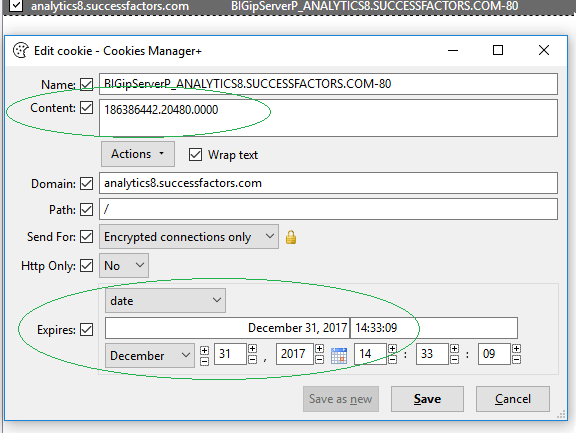 analytics8.successfactors.com BIGipServerP_ANALYTICS8.SUCCESSFACTORS.COM-80
Edit cookie - Cookies Manager+
Name: BIGipServerP_ANALYTICS8.SUCCESSFACTORS.COM-80
Content: 186386442.20480.0000
Actions Wrap text
Domain: analytics8.successfactors.com
Path: /
Send For: Encrypted connections only
Http Only: No
date
Expires: December 31, 2017 14:33:09
December 31 , 2017 14 : 33 : 09
Save as new Save Cancel